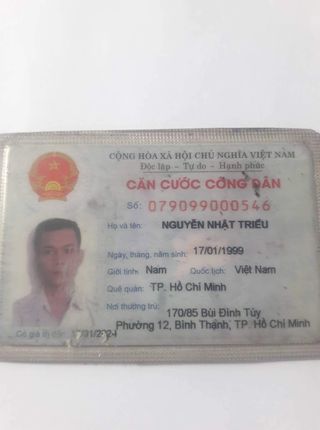 CỘNG HÒA XÃ HỘI CHỦ NGHĨA VIỆT NAM
Độc lập - Tự do - Hạnh phúc
CĂN CƯỚC CÔNG DÂN
Số: 079099000546
Họ và tên: NGUYỄN NHẬT TRIỀU
Ngày, tháng, năm sinh: 17/01/1999
Giới tính: Nam Quốc tịch: Việt Nam
Quê quán: TP. Hồ Chí Minh
Nơi thường trú: 170/85 Bùi Đình Túy
Phường 12, Bình Thạnh, TP. Hồ Chí Minh
Có giá trị đến: